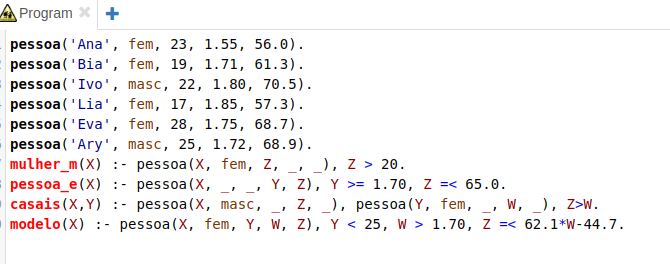 Program
pessoa('Ana', fem, 23, 1.55, 56.0).
pessoa('Bia', fem, 19, 1.71, 61.3).
pessoa('Ivo', masc, 22, 1.80, 70.5).
pessoa('Lia', fem, 17, 1.85, 57.3).
pessoa('Eva', fem, 28, 1.75, 68.7).
pessoa('Ary', masc, 25, 1.72, 68.9).
mulher_m(X) :- pessoa(X, fem, Z, _, _), Z > 20.
pessoa_e(X) :- pessoa(X, _, _, Y, Z), Y >= 1.70, Z =< 65.0.
casais(X,Y) :- pessoa(X, masc, _, Z, _), pessoa(Y, fem, _, W, _), Z>W.
modelo(X) :- pessoa(X, fem, Y, W, Z), Y < 25, W > 1.70, Z =< 62.1*W-44.7.